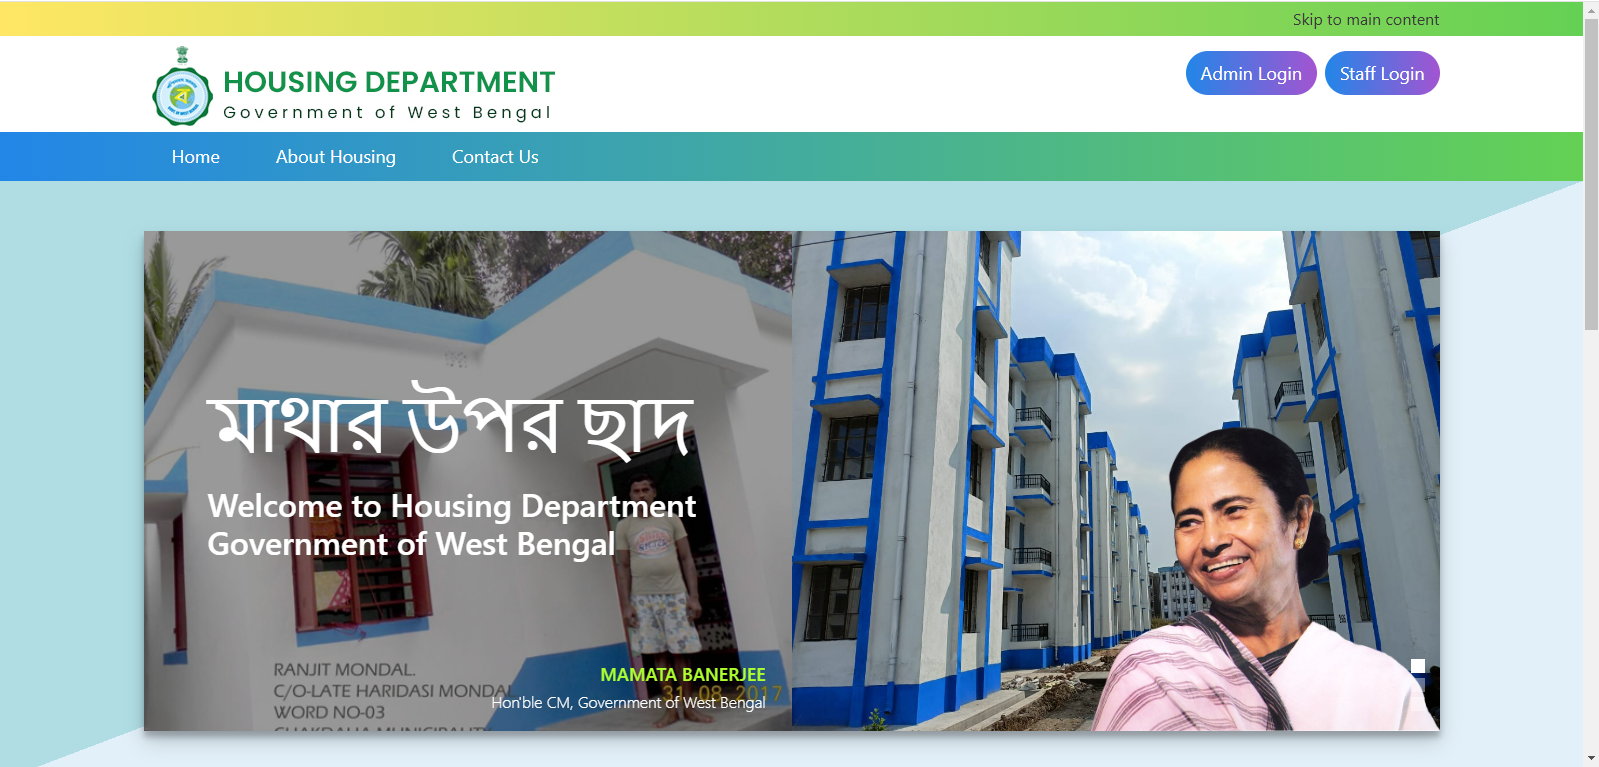 Skip to main content
HOUSING DEPARTMENT
Government of West Bengal
Admin Login
Staff Login
Home
About Housing
Contact Us
মাথার উপর ছাদ
Welcome to Housing Department
Government of West Bengal
RANJIT MONDAL.
C/O-LATE HARIDASI MONDAL
WORD NO-03
CHAKDAHA MUNICIPALITY
31 08 2017
MAMATA BANERJEE
Hon'ble CM, Government of West Bengal